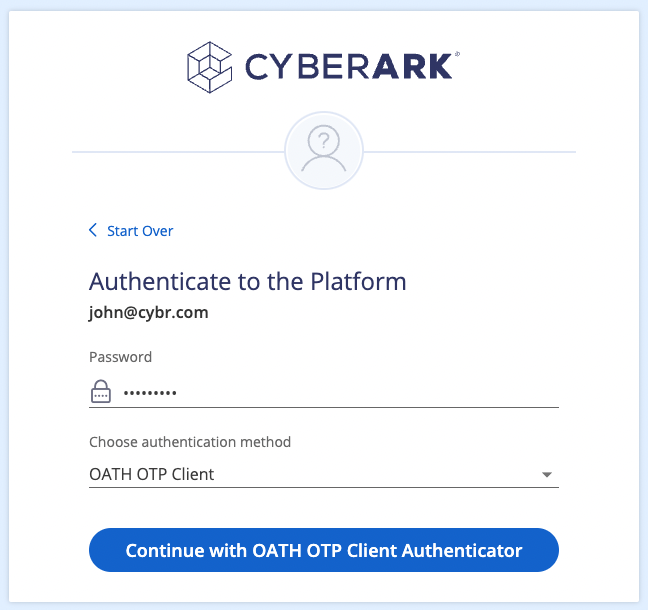 CYBERARK®
?
Start Over
Authenticate to the Platform
john@cybr.com
Password
•••••••••
Choose authentication method
OATH OTP Client
Continue with OATH OTP Client Authenticator